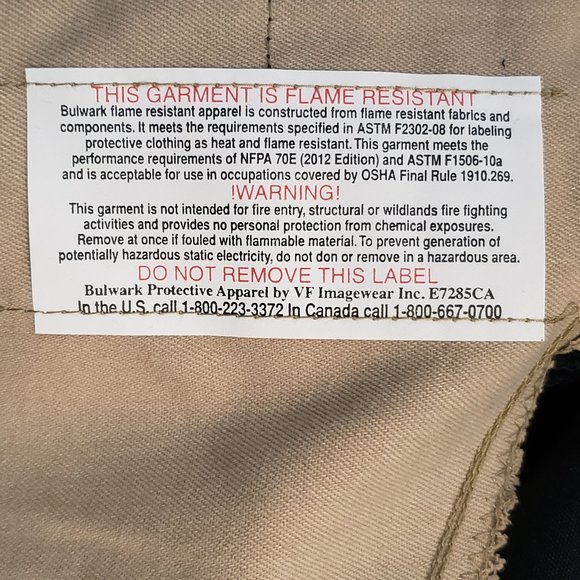 THIS GARMENT IS FLAME RESISTANT
Bulwark flame resistant apparel is constructed from flame resistant fabrics and
components. It meets the requirements specified in ASTM F2302-08 for labeling
protective clothing as heat and flame resistant. This garment meets the
performance requirements of NFPA 70E (2012 Edition) and ASTM F1506-10a
and is acceptable for use in occupations covered by OSHA Final Rule 1910.269.
!WARNING!
This garment is not intended for fire entry, structural or wildlands fire fighting
activities and provides no personal protection from chemical exposures.
Remove at once if fouled with flammable material. To prevent generation of
potentially hazardous static electricity, do not don or remove in a hazardous area.
DO NOT REMOVE THIS LABEL
Bulwark Protective Apparel by VF Imagewear Inc. E7285CA
In the U.S. call 1-800-223-3372 In Canada call 1-800-667-0700